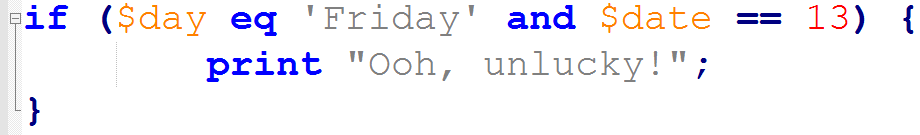 if ($day eq 'Friday' and $date == 13) {
print "Ooh, unlucky!";
}